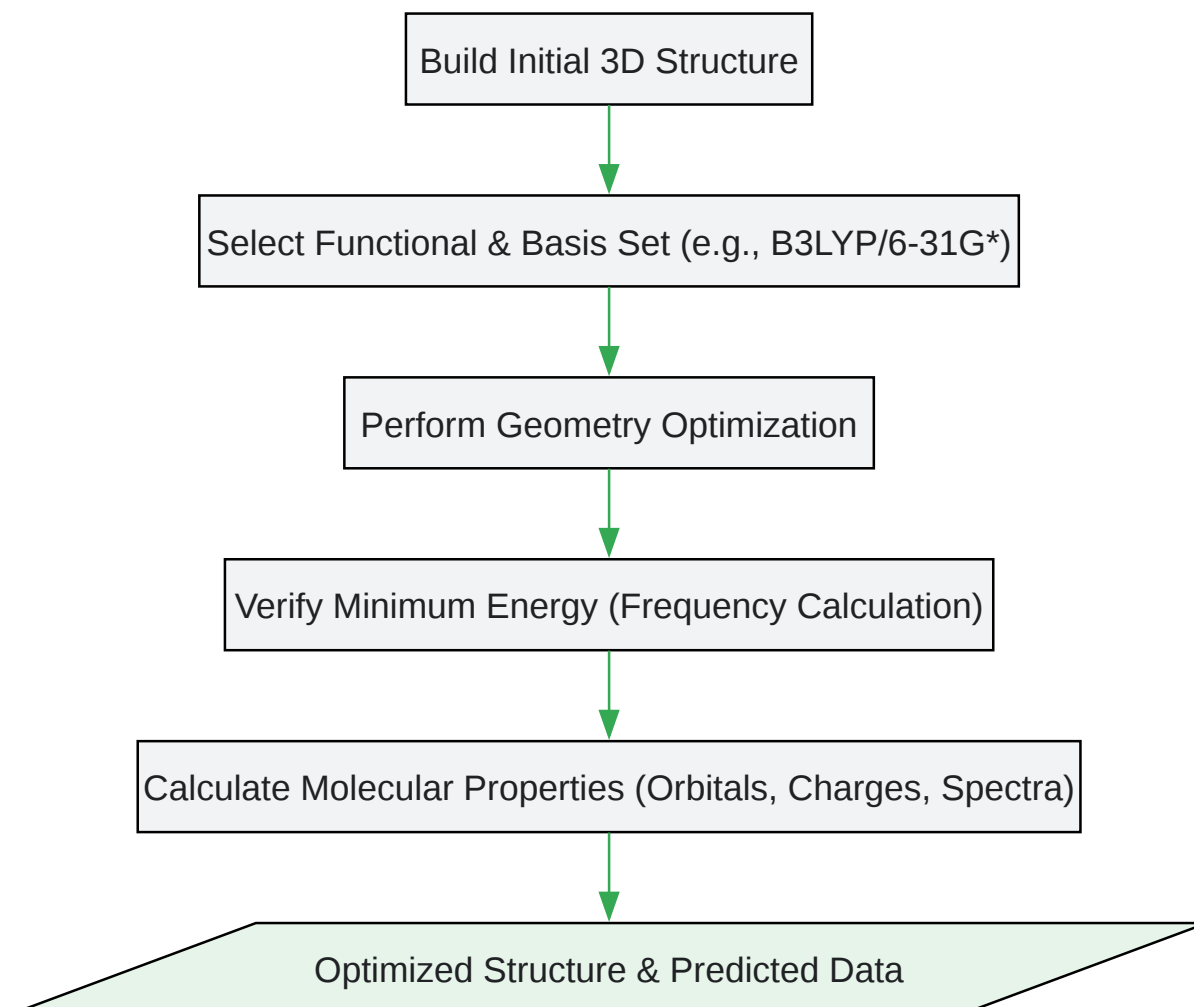 Build Initial 3D Structure
Select Functional & Basis Set (e.g., B3LYP/6-31G*)
Perform Geometry Optimization
Verify Minimum Energy (Frequency Calculation)
Calculate Molecular Properties (Orbitals, Charges, Spectra)
Optimized Structure & Predicted Data